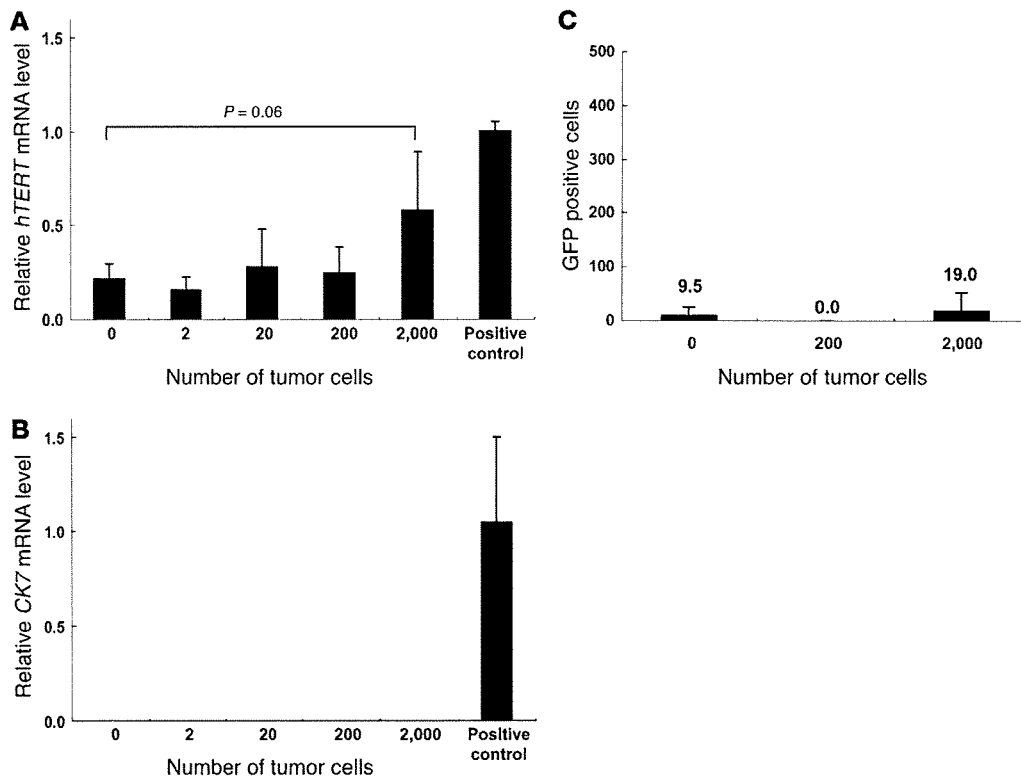 A
Relative hTERT mRNA level
1.5
1.0
0.5
0.0
P = 0.06
0 2 20 200 2,000 Positive control
Number of tumor cells
C
GFP positive cells
500
400
300
200
100
0
9.5
0.0
19.0
0 200 2,000
Number of tumor cells
B
Relative CK7 mRNA level
1.5
1.0
0.5
0.0
0 2 20 200 2,000 Positive control
Number of tumor cells